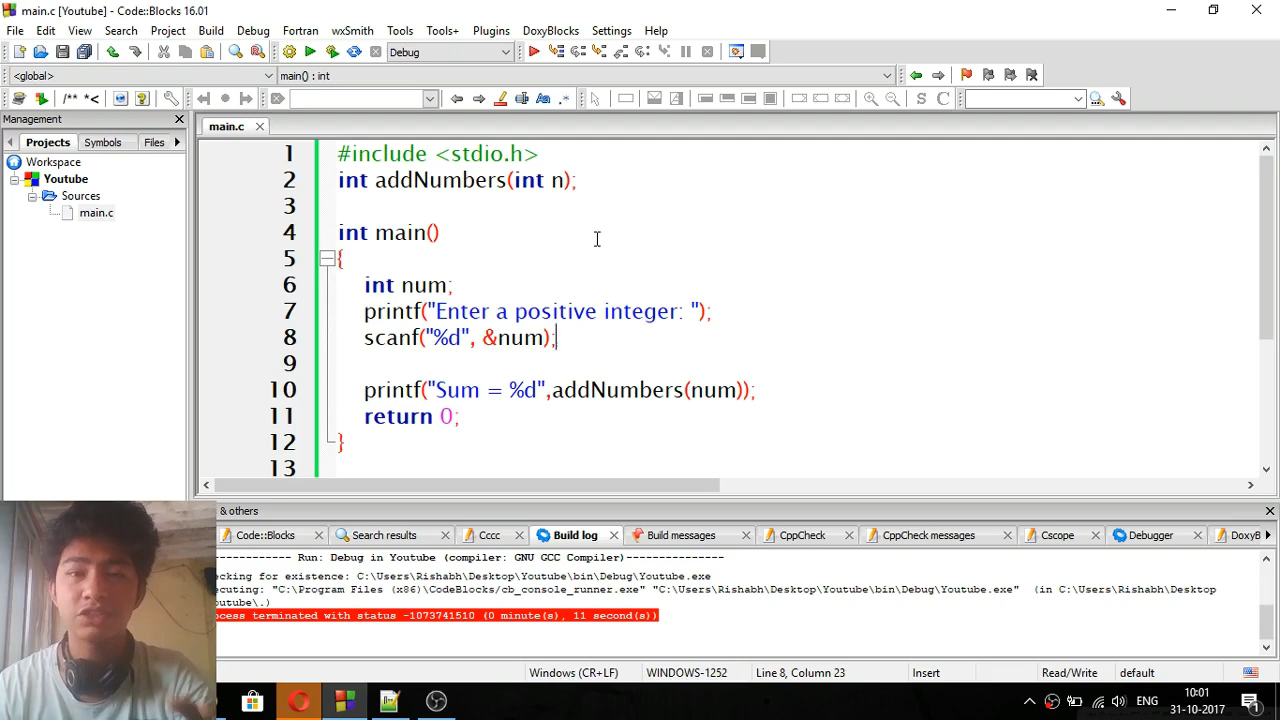 main.c [Youtube] - Code::Blocks 16.01
File Edit View Search Project Build Debug Fortran wxSmith Tools Tools+ Plugins DoxyBlocks Settings Help
Debug
<global>
main() : int
/** *<
S C
Management
Projects Symbols Files
Workspace
Youtube
Sources
main.c
main.c
1 #include <stdio.h>
2 int addNumbers(int n);
3
4 int main()
5 {
6 int num;
7 printf("Enter a positive integer: ");
8 scanf("%d", &num);
9
10 printf("Sum = %d",addNumbers(num));
11 return 0;
12 }
13
& others
Code::Blocks Search results Cccc Build log Build messages CppCheck CppCheck messages Cscope Debugger DoxyB
------------ Run: Debug in Youtube (compiler: GNU GCC Compiler)---------------
ecking for existence: C:\Users\Rishabh\Desktop\Youtube\bin\Debug\Youtube.exe
ecuting: "C:\Program Files (x86)\CodeBlocks/cb_console_runner.exe" "C:\Users\Rishabh\Desktop\Youtube\bin\Debug\Youtube.exe" (in C:\Users\Rishabh\Desktop
outube\.)
ocess terminated with status -1073741510 (0 minute(s), 11 second(s))
Windows (CR+LF) WINDOWS-1252 Line 8, Column 23 Insert Read/Write default
ENG
10:01
31-10-2017